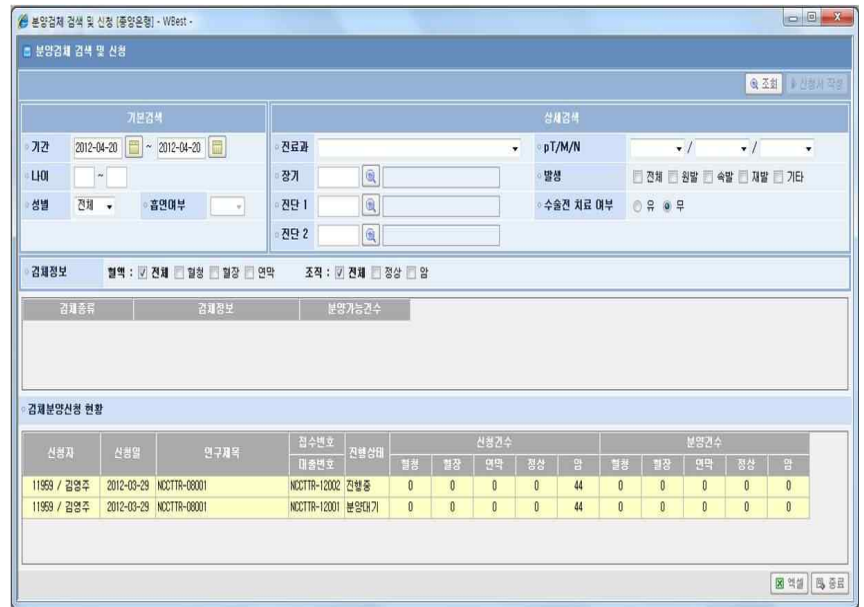 분양검체 검색 및 신청 [중앙은행] - WBest -
분양검체 검색 및 신청
조회 신청서 작성
기본검색 상세검색
기간 2012-04-20 ~ 2012-04-20 진료과 pT/M/N / /
나이 ~ 장기 발생 전체 원발 속발 재발 기타
성별 전체 흡연여부 진단 1 수술전 치료 여부 유 무
진단 2
검체정보 혈액 : 전체 혈청 혈장 연막 조직 : 전체 정상 암
검체종류 검체정보 분양가능건수
검체분양신청 현황
신청자 신청일 연구제목 접수번호 진행상태 신청건수 분양건수
대출번호 혈청 혈장 연막 정상 암 혈청 혈장 연막 정상 암
11959 / 김영주 2012-03-29 NCCTTR-08001 NCCTTR-12002 진행중 0 0 0 0 44 0 0 0 0 0
11959 / 김영주 2012-03-29 NCCTTR-08001 NCCTTR-12001 분양대기 0 0 0 0 44 0 0 0 0 0
엑셀 종료